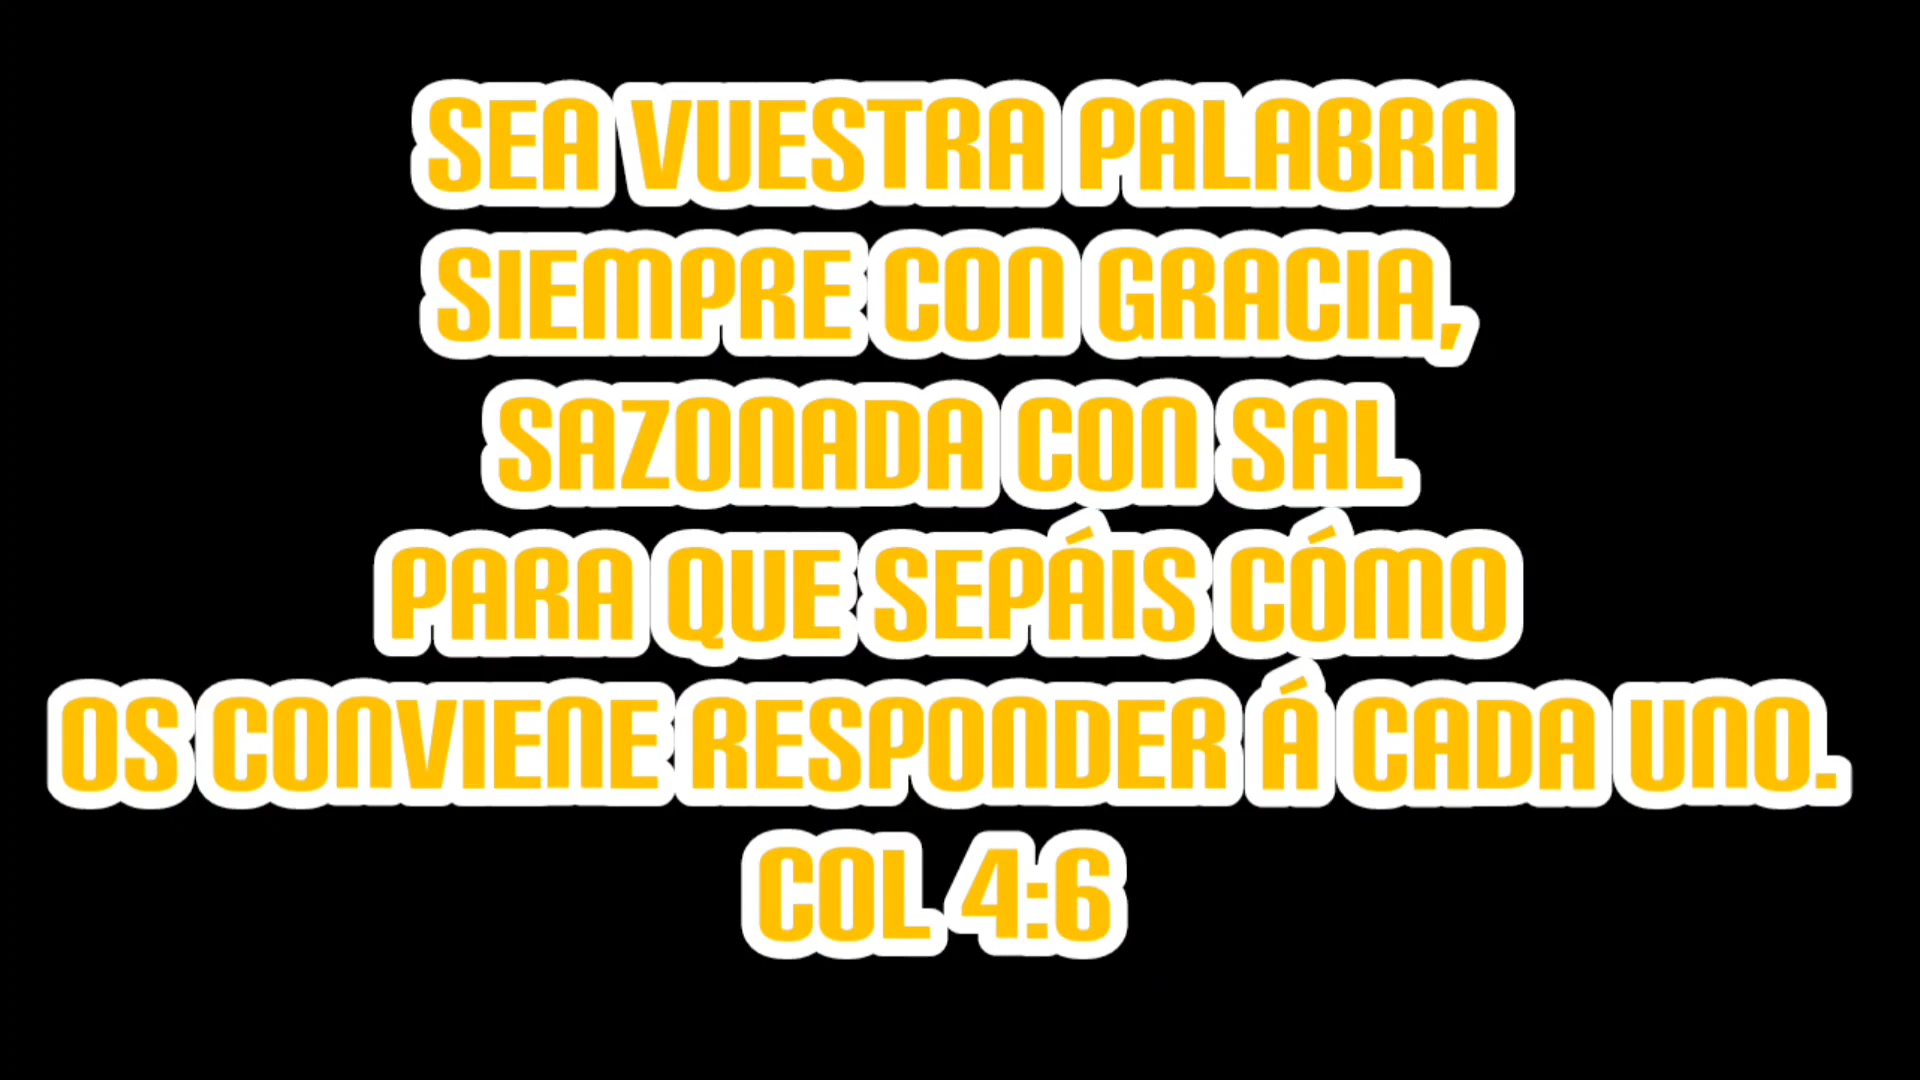 SEA VUESTRA PALABRA
SIEMPRE CON GRACIA,
SAZONADA CON SAL
PARA QUE SEPÁIS CÓMO
OS CONVIENE RESPONDER Á CADA UNO.
COL 4:6